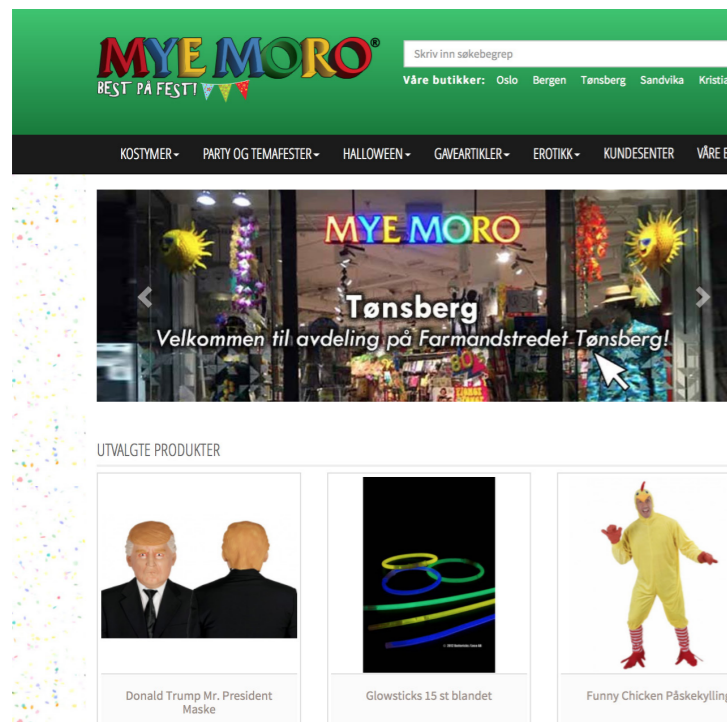 MYE MORO®
BEST PÅ FEST!
Skriv inn søkebegrep
Våre butikker: Oslo Bergen Tønsberg Sandvika Kristia
KOSTYMER PARTY OG TEMAFESTER HALLOWEEN GAVEARTIKLER EROTIKK KUNDESENTER VÅRE
MYE MORO
Tønsberg
Velkommen til avdeling på Farmandstredet Tønsberg!
UTVALGTE PRODUKTER
Donald Trump Mr. President
Maske
Glowsticks 15 st blandet
Funny Chicken Påskekylling